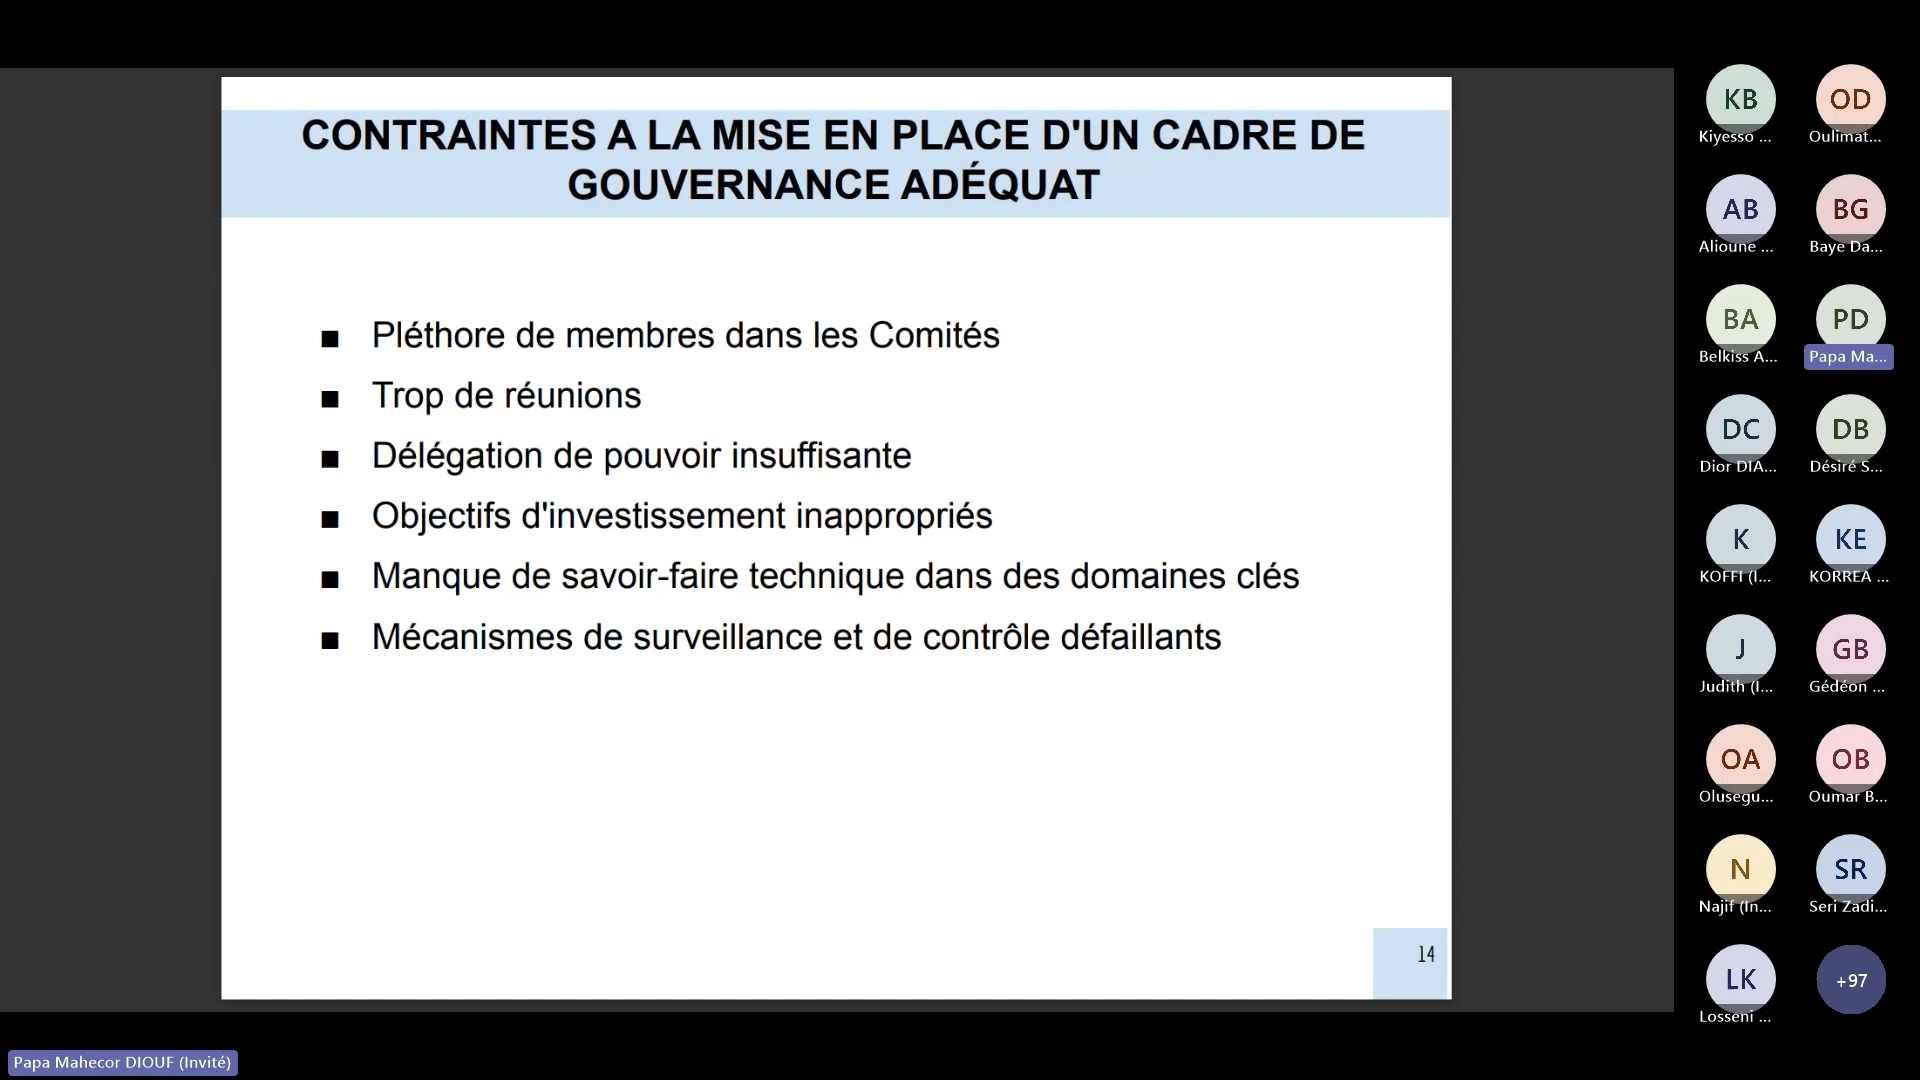 CONTRAINTES A LA MISE EN PLACE D'UN CADRE DE
GOUVERNANCE ADÉQUAT
■ Pléthore de membres dans les Comités
■ Trop de réunions
■ Délégation de pouvoir insuffisante
■ Objectifs d'investissement inappropriés
■ Manque de savoir-faire technique dans des domaines clés
■ Mécanismes de surveillance et de contrôle défaillants
14
KB
Kiyesso ...
OD
Oulimat...
AB
Alioune ...
BG
Baye Da...
BA
Belkiss A...
PD
Papa Ma...
DC
Dior DIA...
DB
Désiré S...
K
KOFFI (I...
KE
KORREA ...
J
Judith (I...
GB
Gédéon ...
OA
Olusegu...
OB
Oumar B...
N
Najif (In...
SR
Seri Zadi...
LK
Losseni ...
+97
Papa Mahecor DIOUF (Invité)